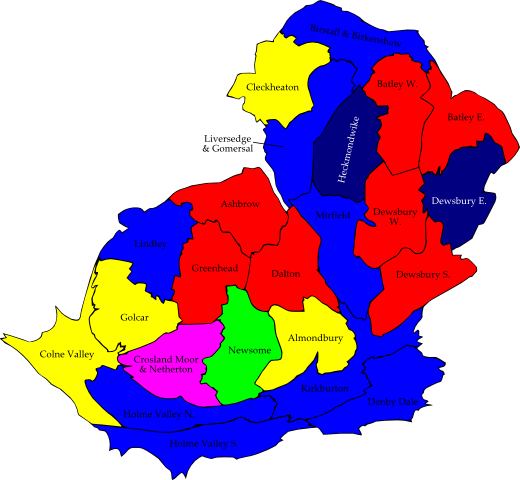 Birstall & Birkenshaw
Cleckheaton
Batley W.
Batley E.
Liversedge
& Gomersal
Heckmondwike
Dewsbury E.
Ashbrow
Mirfield
Dewsbury
W.
Lindley
Greenhead
Dalton
Dewsbury S.
Golcar
Almondbury
Colne Valley
Newsome
Crosland Moor
& Netherton
Kirkburton
Denby Dale
Holme Valley N.
Holme Valley S.